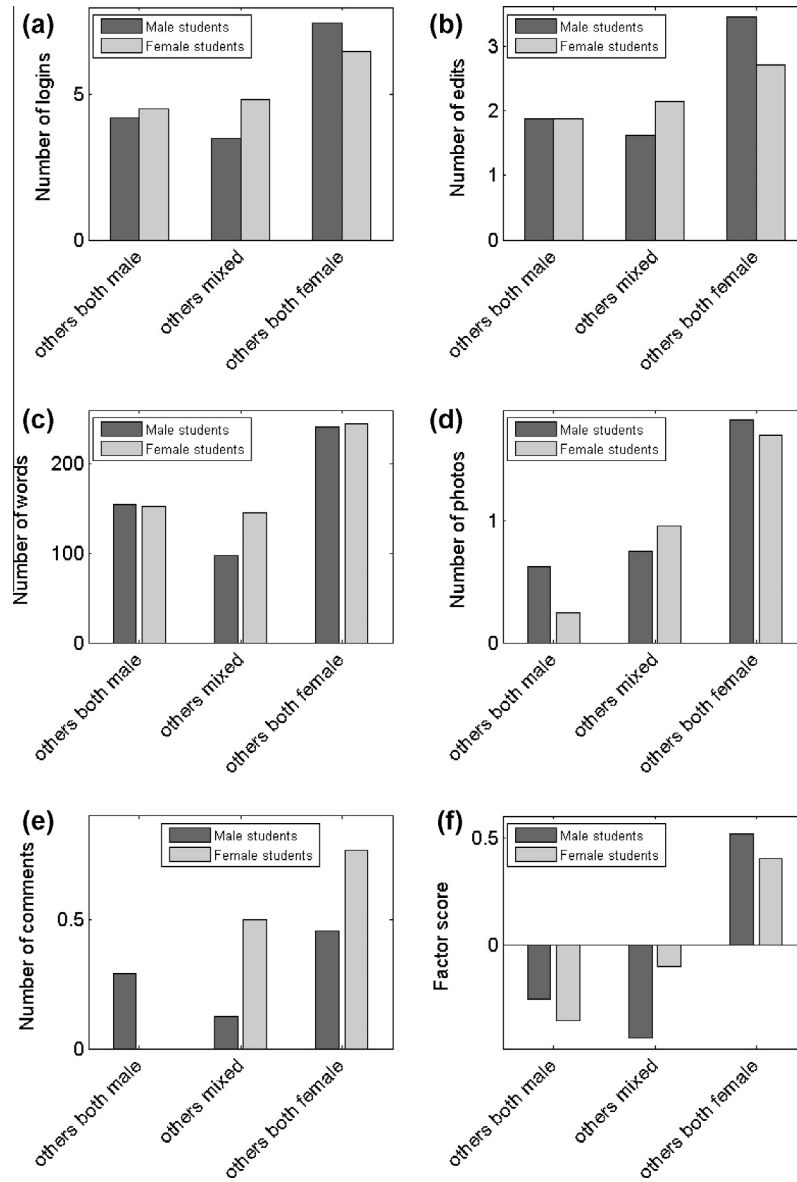 (a)
Male students
Female students
Number of logins
5
0
others both male
others mixed
others both female
(b)
Male students
Female students
Number of edits
3
2
1
0
others both male
others mixed
others both female
(c)
Male students
Female students
Number of words
200
100
0
others both male
others mixed
others both female
(d)
Male students
Female students
Number of photos
1
0
others both male
others mixed
others both female
(e)
Male students
Female students
Number of comments
0.5
0
others both male
others mixed
others both female
(f)
Male students
Female students
Factor score
0.5
0
others both male
others mixed
others both female